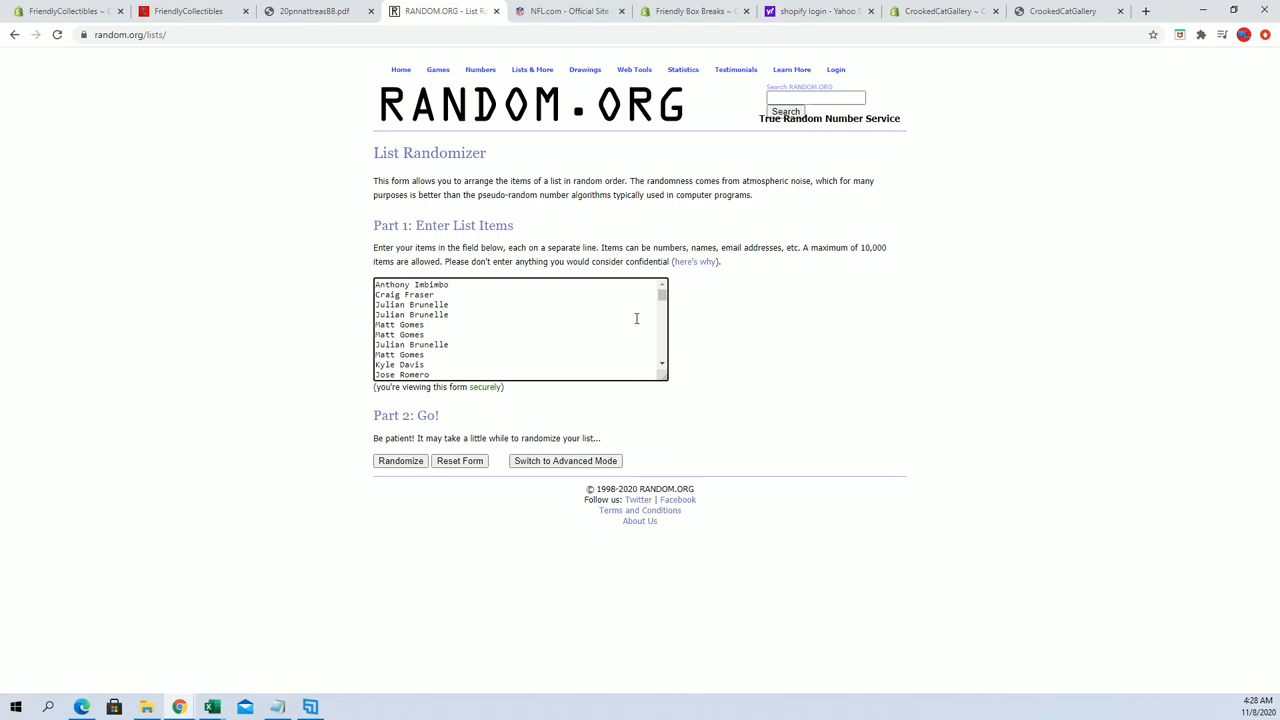 FriendlyCollectibles ~ C
FriendlyCollectibles
20pnnattreasBB.pdf
RANDOM.ORG - List Ra
NFL.com - Official Site
Friendly Box Breaks ~ C
shopify login - Yahoo S
CrookedCatGallery ~ C
CrookedCatGallery
random.org/lists/
Home Games Numbers Lists & More Drawings Web Tools Statistics Testimonials Learn More Login
Search RANDOM.ORG
RANDOM.ORG
Search
True Random Number Service
List Randomizer
This form allows you to arrange the items of a list in random order. The randomness comes from atmospheric noise, which for many
purposes is better than the pseudo-random number algorithms typically used in computer programs.
Part 1: Enter List Items
Enter your items in the field below, each on a separate line. Items can be numbers, names, email addresses, etc. A maximum of 10,000
items are allowed. Please don't enter anything you would consider confidential (here's why).
Anthony Imbimbo
Craig Fraser
Julian Brunelle
Julian Brunelle
Matt Gomes
Matt Gomes
Julian Brunelle
Matt Gomes
Kyle Davis
Jose Romero
(you're viewing this form securely)
Part 2: Go!
Be patient! It may take a little while to randomize your list...
Randomize Reset Form Switch to Advanced Mode
© 1998-2020 RANDOM.ORG
Follow us: Twitter | Facebook
Terms and Conditions
About Us
4:28 AM
11/8/2020